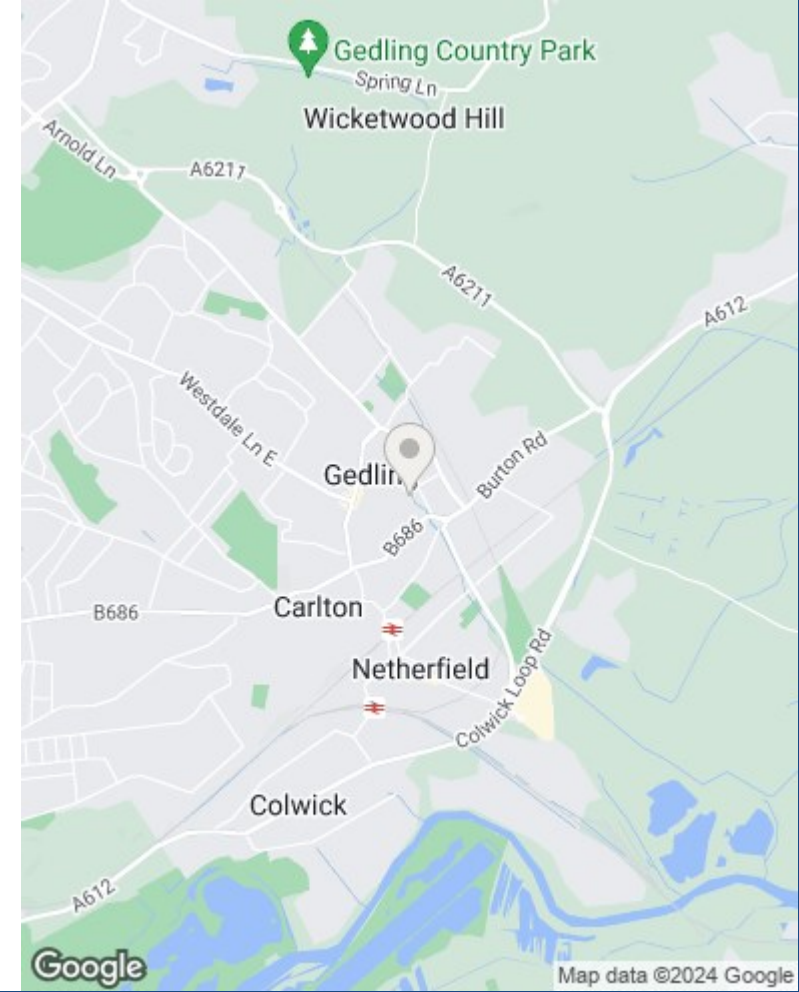 Gedling Country Park
Spring Ln
Wicketwood Hill
Arnold Ln
A6211
A6211
A612
Westdale Ln E
Burton Rd
B686
B686
Carlton
Netherfield
Colwick Loop Rd
Colwick
A612
Google
Map data ©2024 Google